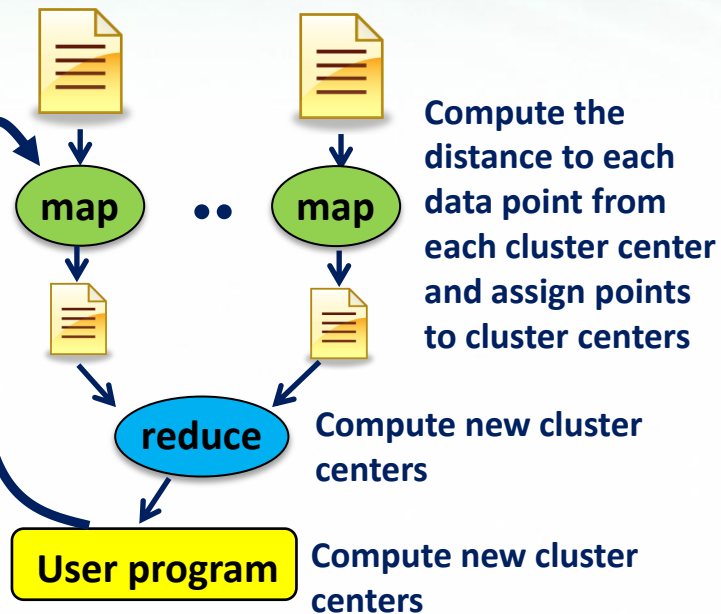 Compute the
distance to each
data point from
each cluster center
and assign points
to cluster centers
map
••
map
reduce
Compute new cluster
centers
User program
Compute new cluster
centers